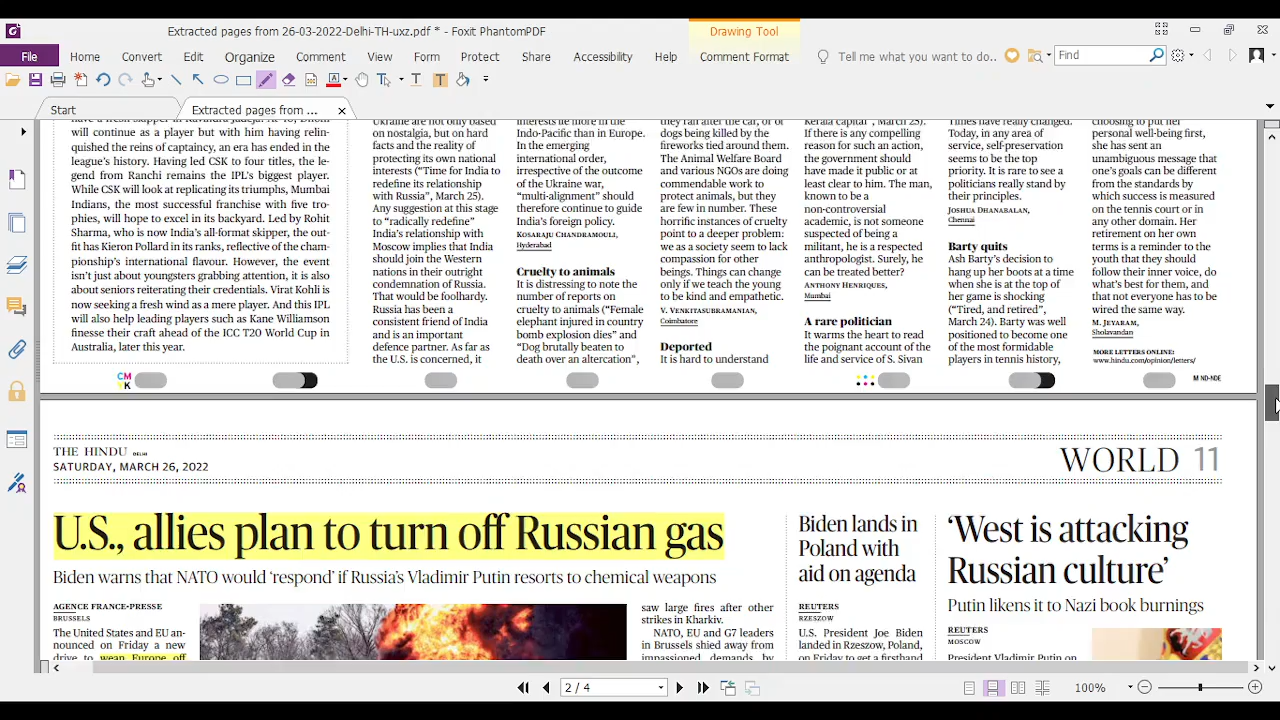 Extracted pages from 26-03-2022-Delhi-TH-uxz.pdf * - Foxit PhantomPDF
Drawing Tool
File
Home
Convert
Edit
Organize
Comment
View
Form
Protect
Share
Accessibility
Help
Comment Format
Tell me what you want to do..
Find
Start
Extracted pages from ...
will continue as a player but with him having relin-
quished the reins of captaincy, an era has ended in the
league's history. Having led CSK to four titles, the le-
gend from Ranchi remains the IPL's biggest player.
While CSK will look at replicating its triumphs, Mumbai
Indians, the most successful franchise with five tro-
phies, will hope to excel in its backyard. Led by Rohit
Sharma, who is now India's all-format skipper, the out-
fit has Kieron Pollard in its ranks, reflective of the cham-
pionship's international flavour. However, the event
isn't just about youngsters grabbing attention, it is also
about seniors reiterating their credentials. Virat Kohli is
now seeking a fresh wind as a mere player. And this IPL
will also help leading players such as Kane Williamson
finesse their craft ahead of the ICC T20 World Cup in
Australia, later this year.
Ukraine are not only based
on nostalgia, but on hard
facts and the reality of
protecting its own national
interests (“Time for India to
redefine its relationship
with Russia”, March 25).
Any suggestion at this stage
to “radically redefine”
India's relationship with
Moscow implies that India
should join the Western
nations in their outright
condemnation of Russia.
That would be foolhardy.
Russia has been a
consistent friend of India
and is an important
defence partner. As far as
the U.S. is concerned, it
interests lie more in the
Indo-Pacific than in Europe.
In the emerging
international order,
irrespective of the outcome
of the Ukraine war,
“multi-alignment” should
therefore continue to guide
India's foreign policy.
KOSARAJU CHANDRAMOULI,
Hyderabad
Cruelty to animals
It is distressing to note the
number of reports on
cruelty to animals (“Female
elephant injured in country
bomb explosion dies” and
“Dog brutally beaten to
death over an altercation”,
they ran after the car, or of
dogs being killed by the
fireworks tied around them.
The Animal Welfare Board
and various NGOs are doing
commendable work to
protect animals, but they
are few in number. These
horrific instances of cruelty
point to a deeper problem:
we as a society seem to lack
compassion for other
beings. Things can change
only if we teach the young
to be kind and empathetic.
V. VENKITASUBRAMANIAN,
Coimbatore
Deported
It is hard to understand
Kerala capital”, March 25).
If there is any compelling
reason for such an action,
the government should
have made it public or at
least clear to him. The man,
known to be a
non-controversial
academic, is not someone
suspected of being a
militant, he is a respected
anthropologist. Surely, he
can be treated better?
ANTHONY HENRIQUES,
Mumbai
A rare politician
It warms the heart to read
the poignant account of the
life and service of S. Sivan
Times have really changed.
Today, in any area of
service, self-preservation
seems to be the top
priority. It is rare to see a
politicians really stand by
their principles.
JOSHUA DHANABALAN,
Chennai
Barty quits
Ash Barty's decision to
hang up her boots at a time
when she is at the top of
her game is shocking
(“Tired, and retired”,
March 24). Barty was well
positioned to become one
of the most formidable
players in tennis history,
choosing to put her
personal well-being first,
she has sent an
unambiguous message that
one's goals can be different
from the standards by
which success is measured
on the tennis court or in
any other domain. Her
retirement on her own
terms is a reminder to the
youth that they should
follow their inner voice, do
what's best for them, and
that not everyone has to be
wired the same way.
M. JEYARAM,
Sholavandan
MORE LETTERS ONLINE:
www.hindu.com/opinion/letters/
CM
YK
M ND-NDE
THE HINDU DELHI
SATURDAY, MARCH 26, 2022
WORLD 11
U.S., allies plan to turn off Russian gas
Biden warns that NATO would ‘respond’ if Russia's Vladimir Putin resorts to chemical weapons
AGENCE FRANCE-PRESSE
BRUSSELS
The United States and EU an-
nounced on Friday a new
drive to wean Europe off
saw large fires after other
strikes in Kharkiv.
NATO, EU and G7 leaders
in Brussels shied away from
impassioned demands by
Biden lands in
Poland with
aid on agenda
REUTERS
RZESZOW
U.S. President Joe Biden
landed in Rzeszow, Poland,
on Friday to get a firsthand
‘West is attacking
Russian culture’
Putin likens it to Nazi book burnings
REUTERS
MOSCOW
President Vladimir Putin on
2 / 4
100%